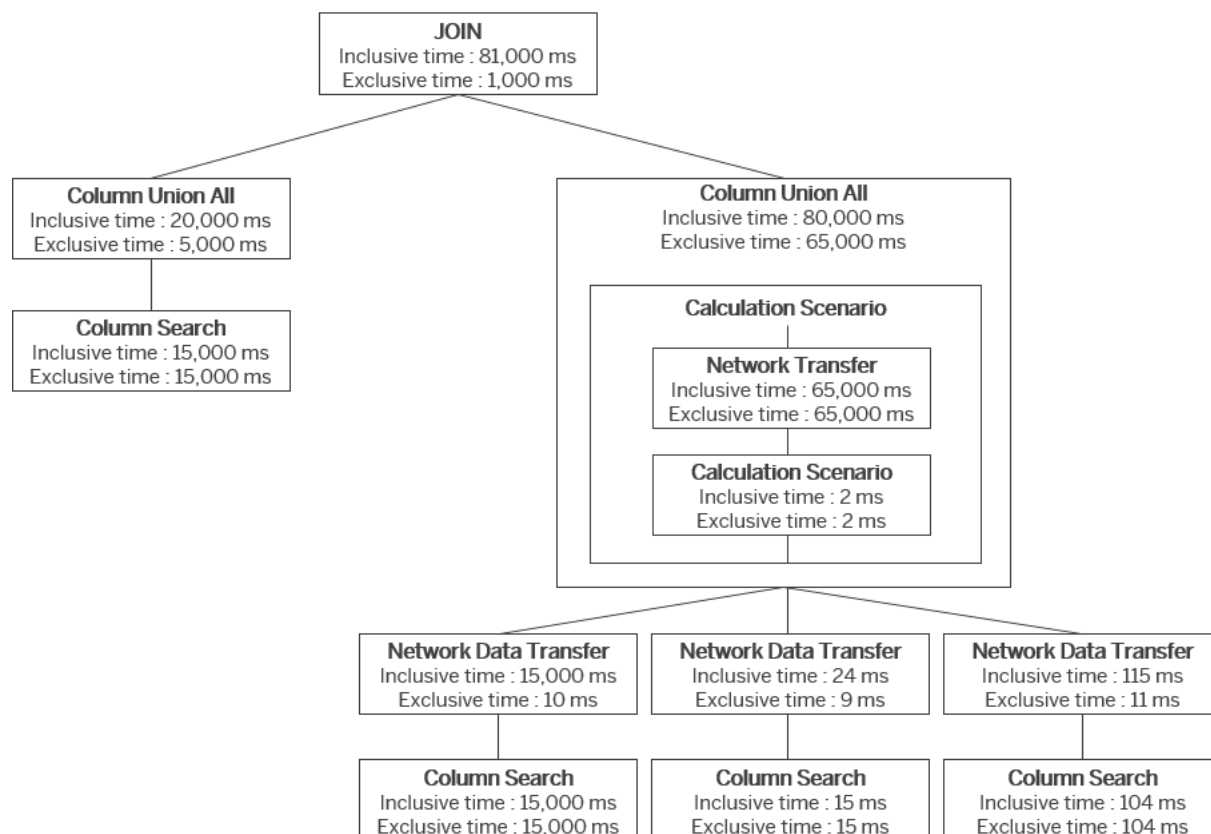 JOIN
Inclusive time : 81,000 ms
Exclusive time : 1,000 ms
Column Union All
Inclusive time : 20,000 ms
Exclusive time : 5,000 ms
Column Search
Inclusive time : 15,000 ms
Exclusive time : 15,000 ms
Column Union All
Inclusive time : 80,000 ms
Exclusive time : 65,000 ms
Calculation Scenario
Network Transfer
Inclusive time : 65,000 ms
Exclusive time : 65,000 ms
Calculation Scenario
Inclusive time : 2 ms
Exclusive time : 2 ms
Network Data Transfer
Inclusive time : 15,000 ms
Exclusive time : 10 ms
Network Data Transfer
Inclusive time : 24 ms
Exclusive time : 9 ms
Network Data Transfer
Inclusive time : 115 ms
Exclusive time : 11 ms
Column Search
Inclusive time : 15,000 ms
Exclusive time : 15,000 ms
Column Search
Inclusive time : 15 ms
Exclusive time : 15 ms
Column Search
Inclusive time : 104 ms
Exclusive time : 104 ms